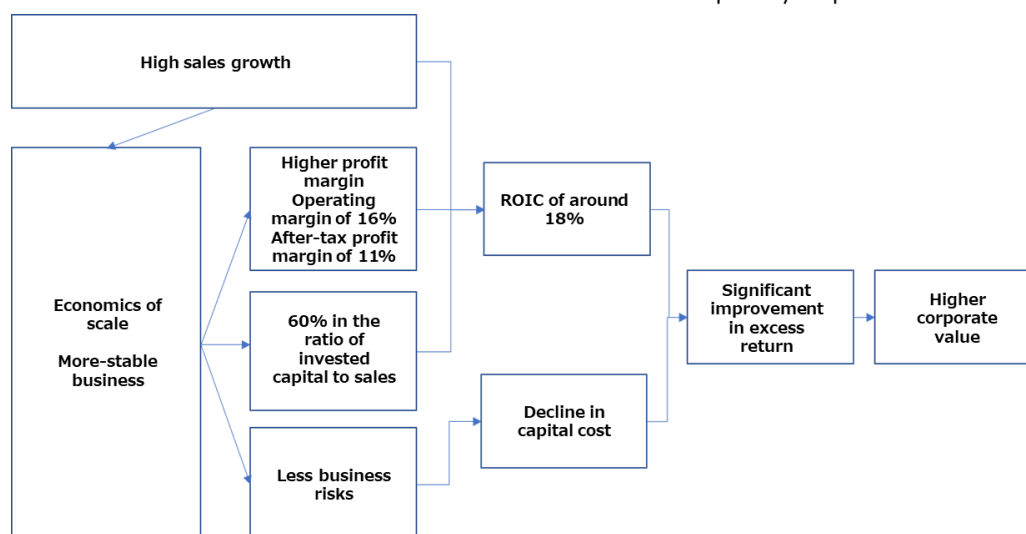 High sales growth
Higher profit
margin
Operating
margin of 16%
After-tax profit
margin of 11%
ROIC of around
18%
Economics of
scale
More-stable
business
60% in the
ratio of
invested
capital to sales
Significant
improvement
in excess
return
Higher
corporate
value
Decline in
capital cost
Less business
risks